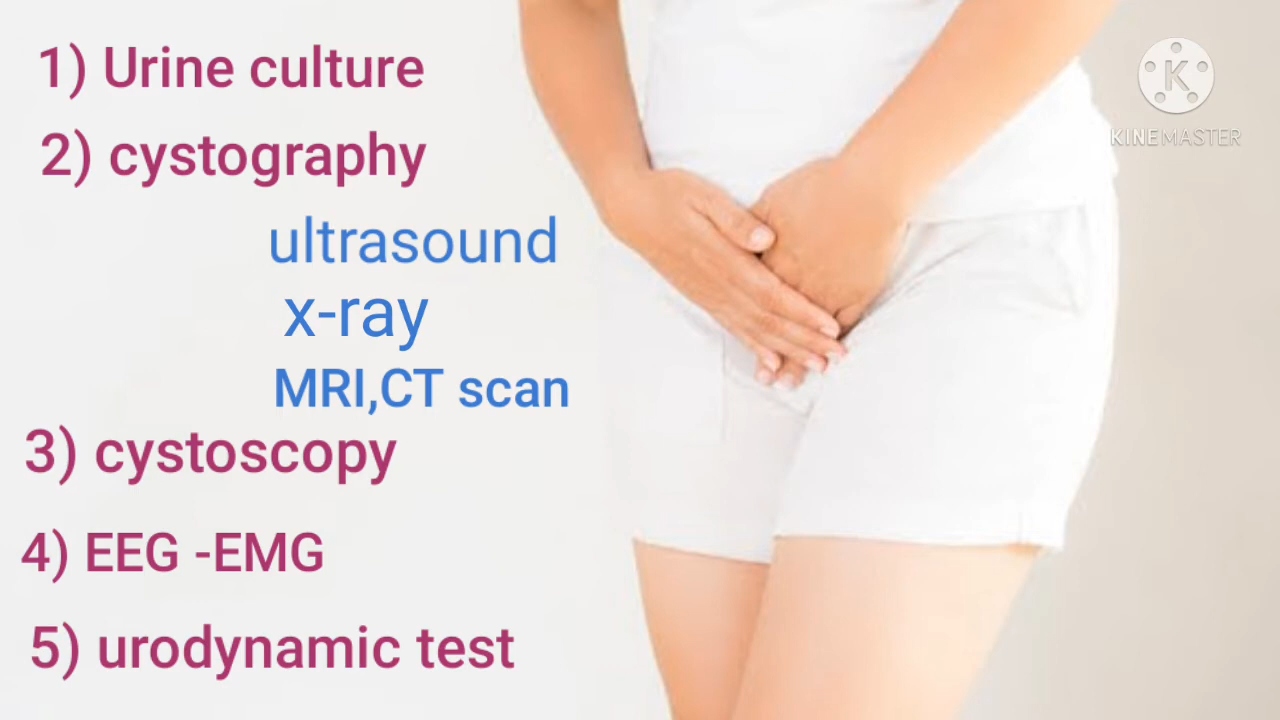 1) Urine culture
2) cystography
ultrasound
x-ray
MRI,CT scan
3) cystoscopy
4) EEG -EMG
5) urodynamic test
K
KINEMASTER